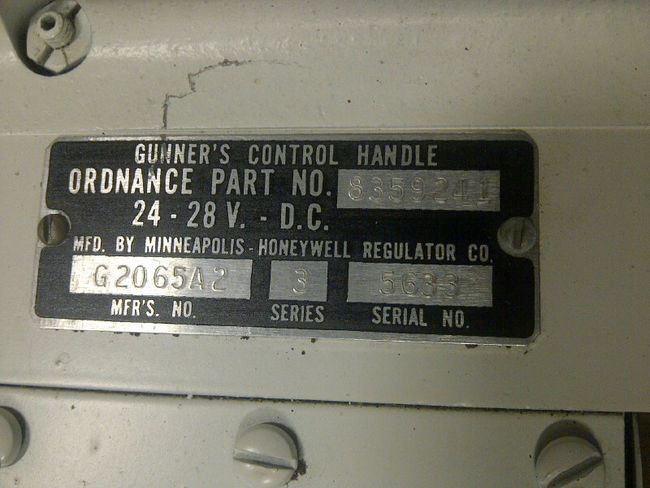 GUNNER'S CONTROL HANDLE
ORDNANCE PART NO. 8359241
24 - 28 V. - D.C.
MFD. BY MINNEAPOLIS - HONEYWELL REGULATOR CO.
G2065A2 3 5633
MFR'S. NO. SERIES SERIAL NO.